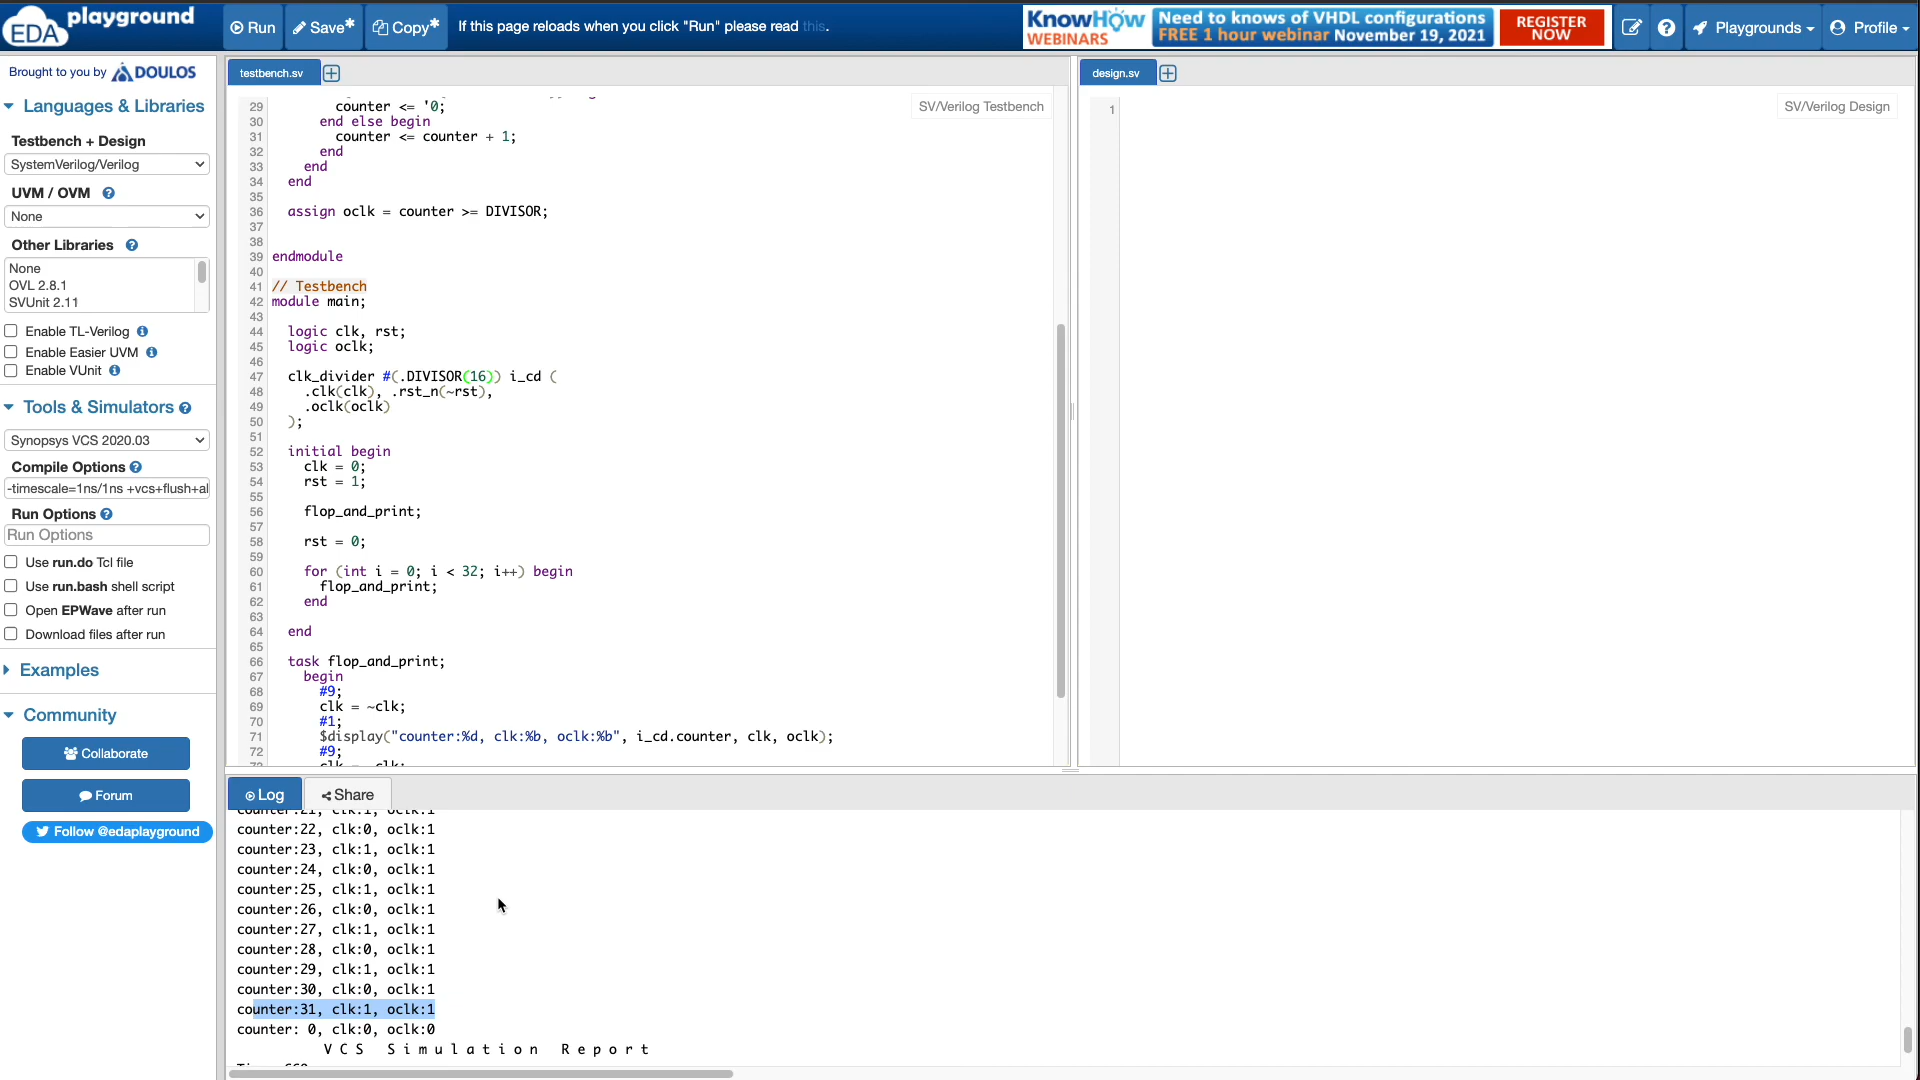 EDA playground
Run
Save*
Copy*
If this page reloads when you click "Run" please read this.
KnowHow
WEBINARS
Need to knows of VHDL configurations
FREE 1 hour webinar November 19, 2021
REGISTER
NOW
Playgrounds
Profile
Brought to you by DOULOS
Languages & Libraries
Testbench + Design
SystemVerilog/Verilog
UVM / OVM
None
Other Libraries
None
OVL 2.8.1
SVUnit 2.11
Enable TL-Verilog
Enable Easier UVM
Enable VUnit
Tools & Simulators
Synopsys VCS 2020.03
Compile Options
-timescale=1ns/1ns +vcs+flush+al
Run Options
Run Options
Use run.do Tcl file
Use run.bash shell script
Open EPWave after run
Download files after run
Examples
Community
Collaborate
Forum
Follow @edaplayground
testbench.sv
SV/Verilog Testbench
29 counter <= '0;
30 end else begin
31 counter <= counter + 1;
32 end
33 end
34 end
35
36 assign oclk = counter >= DIVISOR;
37
38
39 endmodule
40
41 // Testbench
42 module main;
43
44 logic clk, rst;
45 logic oclk;
46
47 clk_divider #(.DIVISOR(16)) i_cd (
48 .clk(clk), .rst_n(~rst),
49 .oclk(oclk)
50 );
51
52 initial begin
53 clk = 0;
54 rst = 1;
55
56 flop_and_print;
57
58 rst = 0;
59
60 for (int i = 0; i < 32; i++) begin
61 flop_and_print;
62 end
63
64 end
65
66 task flop_and_print;
67 begin
68 #9;
69 clk = ~clk;
70 #1;
71 $display("counter:%d, clk:%b, oclk:%b", i_cd.counter, clk, oclk);
72 #9;
design.sv
1
SV/Verilog Design
Log
Share
counter:21, clk:1, oclk:1
counter:22, clk:0, oclk:1
counter:23, clk:1, oclk:1
counter:24, clk:0, oclk:1
counter:25, clk:1, oclk:1
counter:26, clk:0, oclk:1
counter:27, clk:1, oclk:1
counter:28, clk:0, oclk:1
counter:29, clk:1, oclk:1
counter:30, clk:0, oclk:1
counter:31, clk:1, oclk:1
counter: 0, clk:0, oclk:0
V C S S i m u l a t i o n R e p o r t